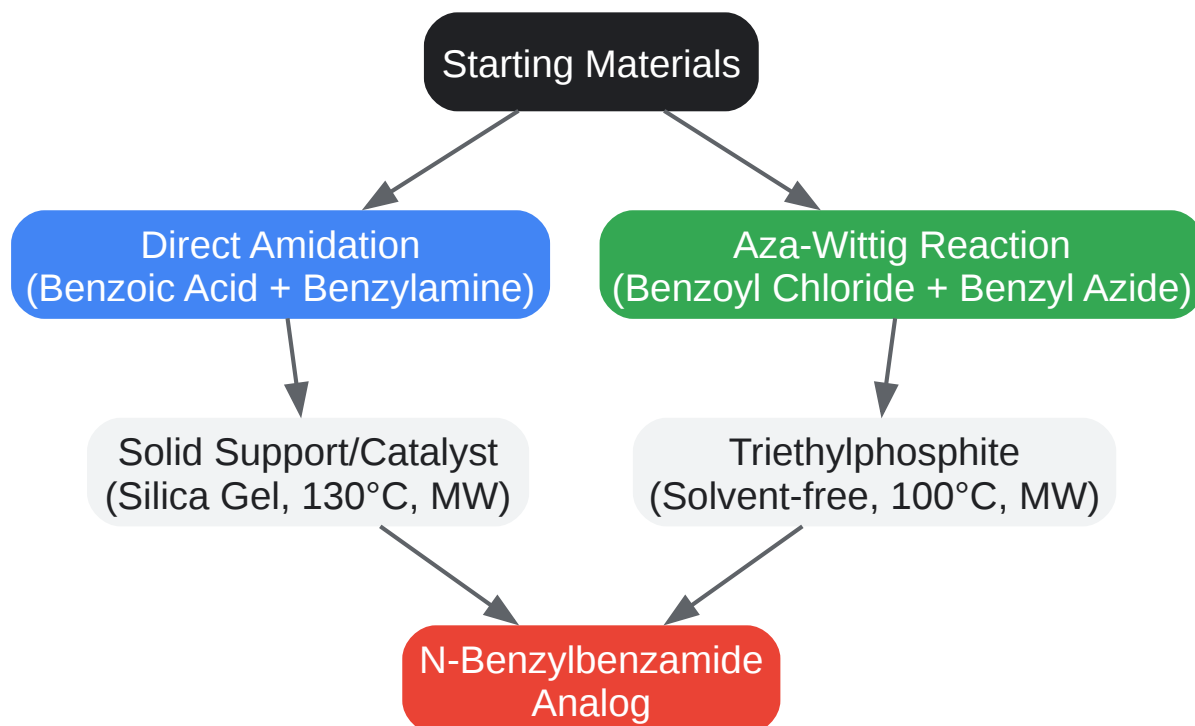 Starting Materials
Direct Amidation
(Benzoic Acid + Benzylamine)
Aza-Wittig Reaction
(Benzoyl Chloride + Benzyl Azide)
Solid Support/Catalyst
(Silica Gel, 130°C, MW)
Triethylphosphite
(Solvent-free, 100°C, MW)
N-Benzylbenzamide
Analog